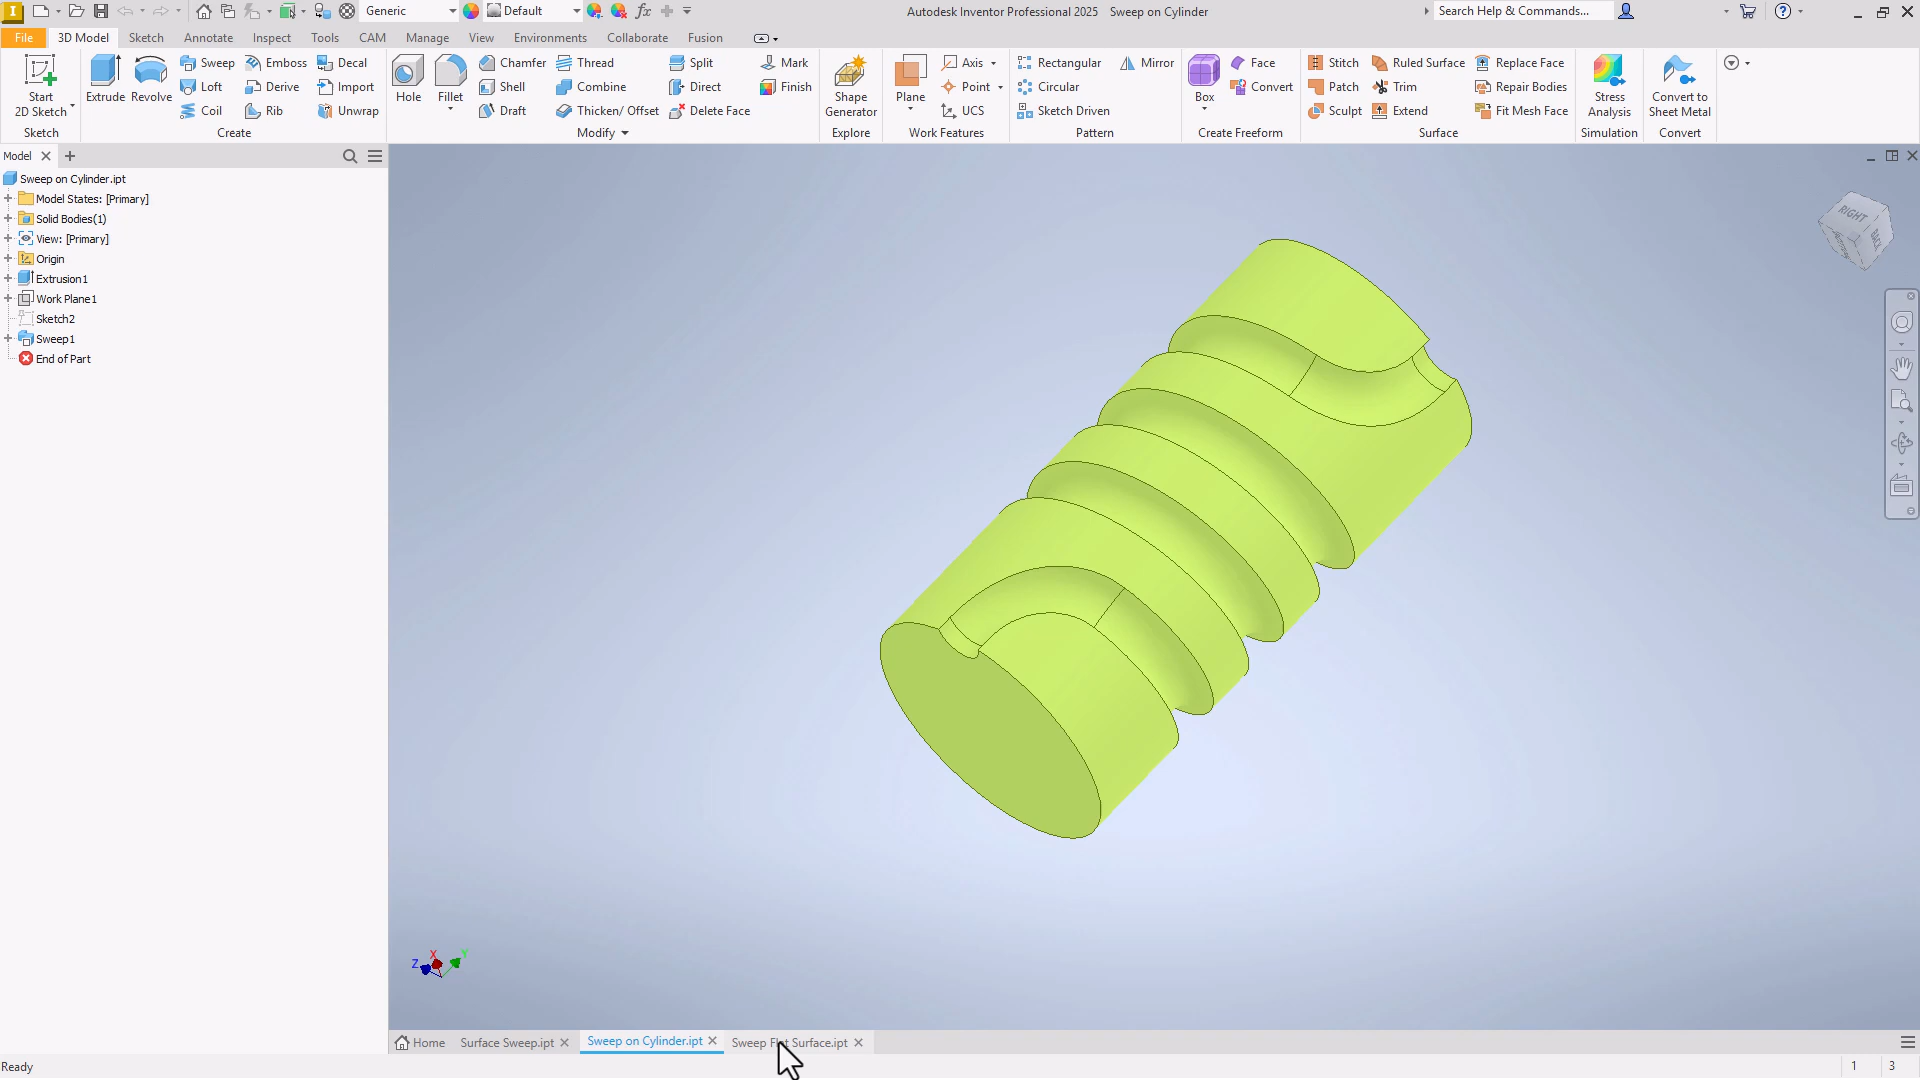 Generic
Default
Autodesk Inventor Professional 2025 Sweep on Cylinder
Search Help & Commands...
File 3D Model Sketch Annotate Inspect Tools CAM Manage View Environments Collaborate Fusion
Start
2D Sketch
Sketch
Extrude Revolve
Sweep Emboss Decal
Loft Derive Import
Coil Rib Unwrap
Create
Hole Fillet
Chamfer Thread Split
Shell Combine Direct
Draft Thicken/ Offset Delete Face
Modify
Mark
Finish
Shape
Generator
Explore
Plane
Axis
Point
UCS
Work Features
Rectangular Mirror
Circular
Sketch Driven
Pattern
Box
Face
Convert
Create Freeform
Stitch Ruled Surface Replace Face
Patch Trim Repair Bodies
Sculpt Extend Fit Mesh Face
Surface
Stress
Analysis
Simulation
Convert to
Sheet Metal
Convert
Model
Sweep on Cylinder.ipt
Model States: [Primary]
Solid Bodies(1)
View: [Primary]
Origin
Extrusion1
Work Plane1
Sketch2
Sweep1
End of Part
RIGHT
X
Y
Z
Home Surface Sweep.ipt Sweep on Cylinder.ipt Sweep Flat Surface.ipt
Ready
1 3